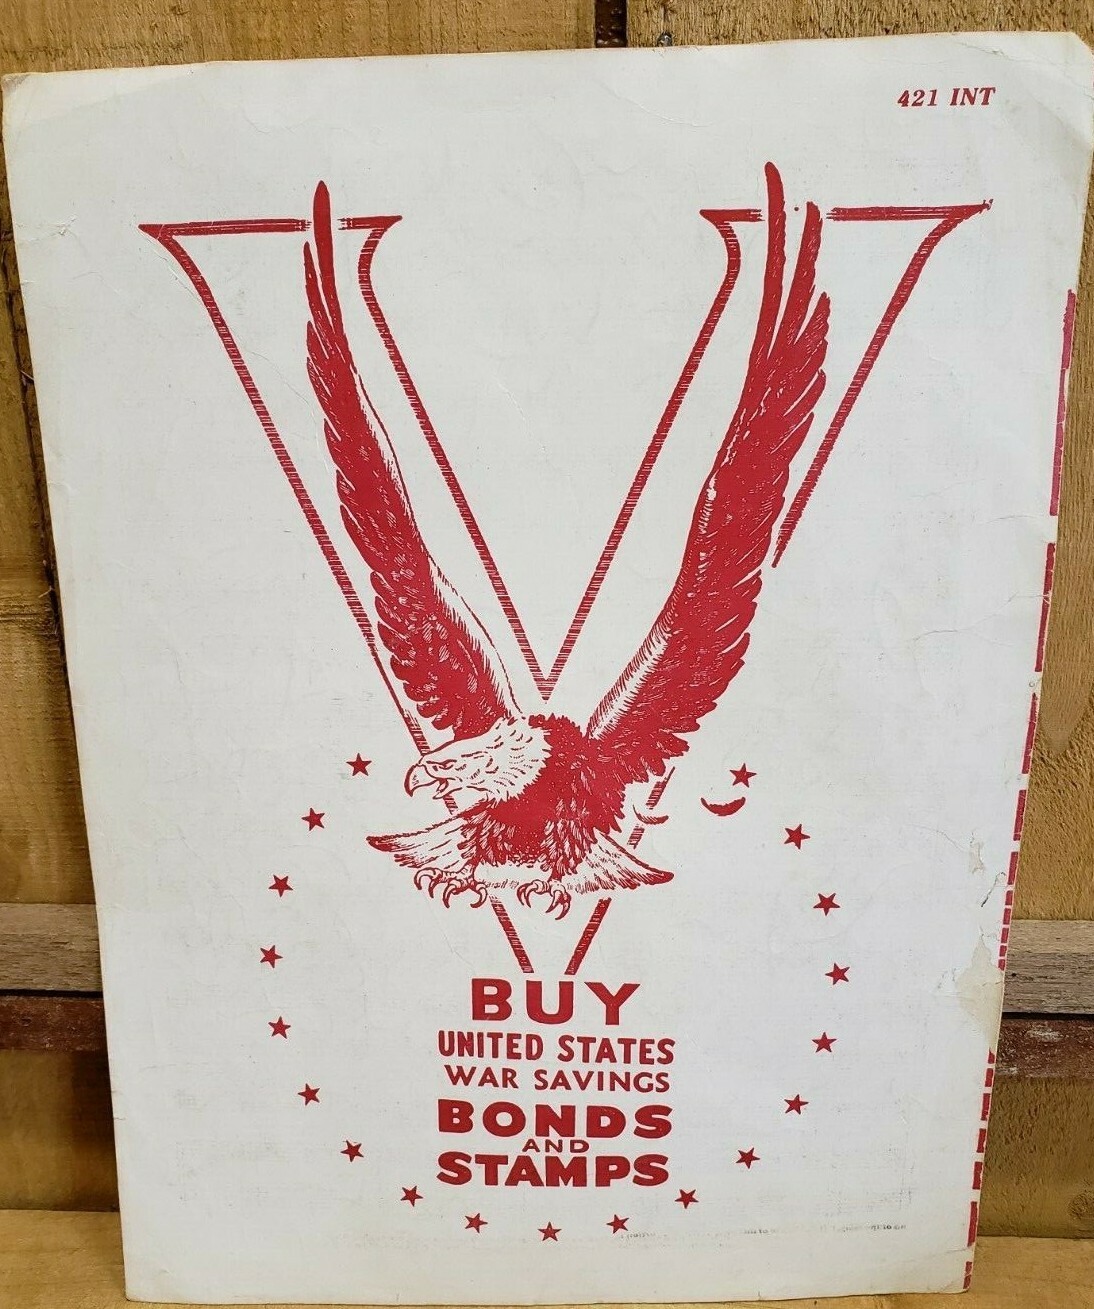 421 INT
V
BUY
UNITED STATES
WAR SAVINGS
BONDS
AND
STAMPS